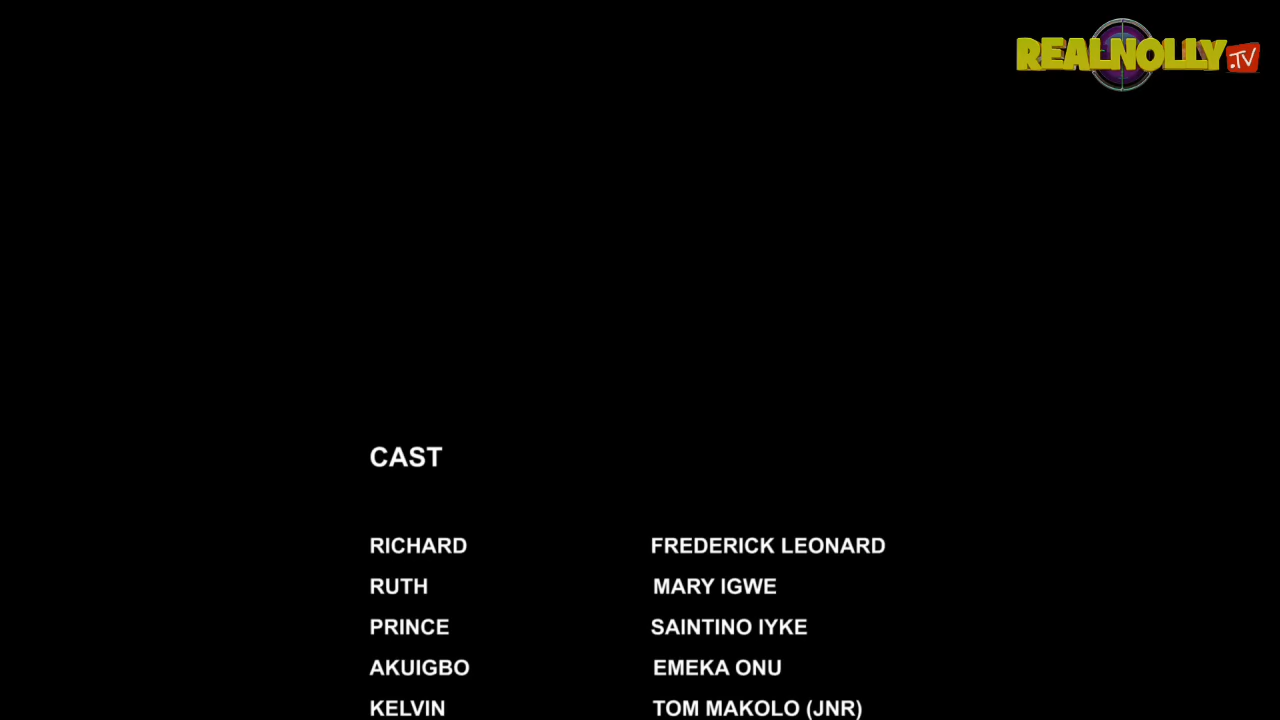 REALNOLLY.TV
CAST
RICHARD FREDERICK LEONARD
RUTH MARY IGWE
PRINCE SAINTINO IYKE
AKUIGBO EMEKA ONU
KELVIN TOM MAKOLO (JNR)